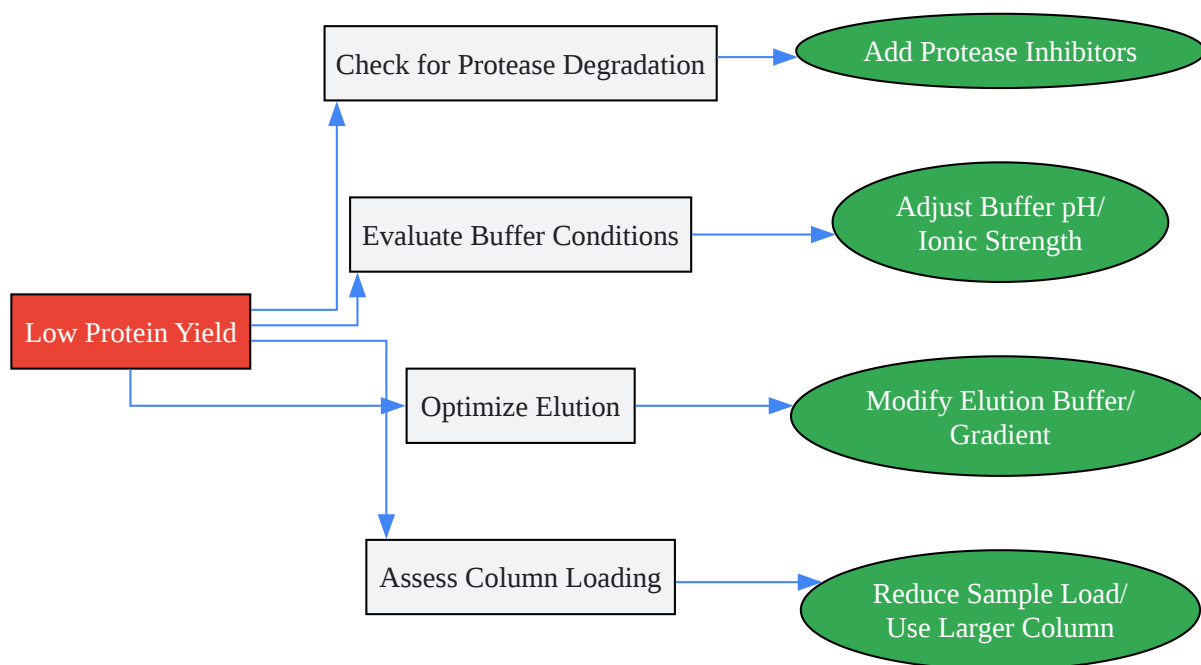 Low Protein Yield
Check for Protease Degradation
Add Protease Inhibitors
Evaluate Buffer Conditions
Adjust Buffer pH/
Ionic Strength
Optimize Elution
Modify Elution Buffer/
Gradient
Assess Column Loading
Reduce Sample Load/
Use Larger Column